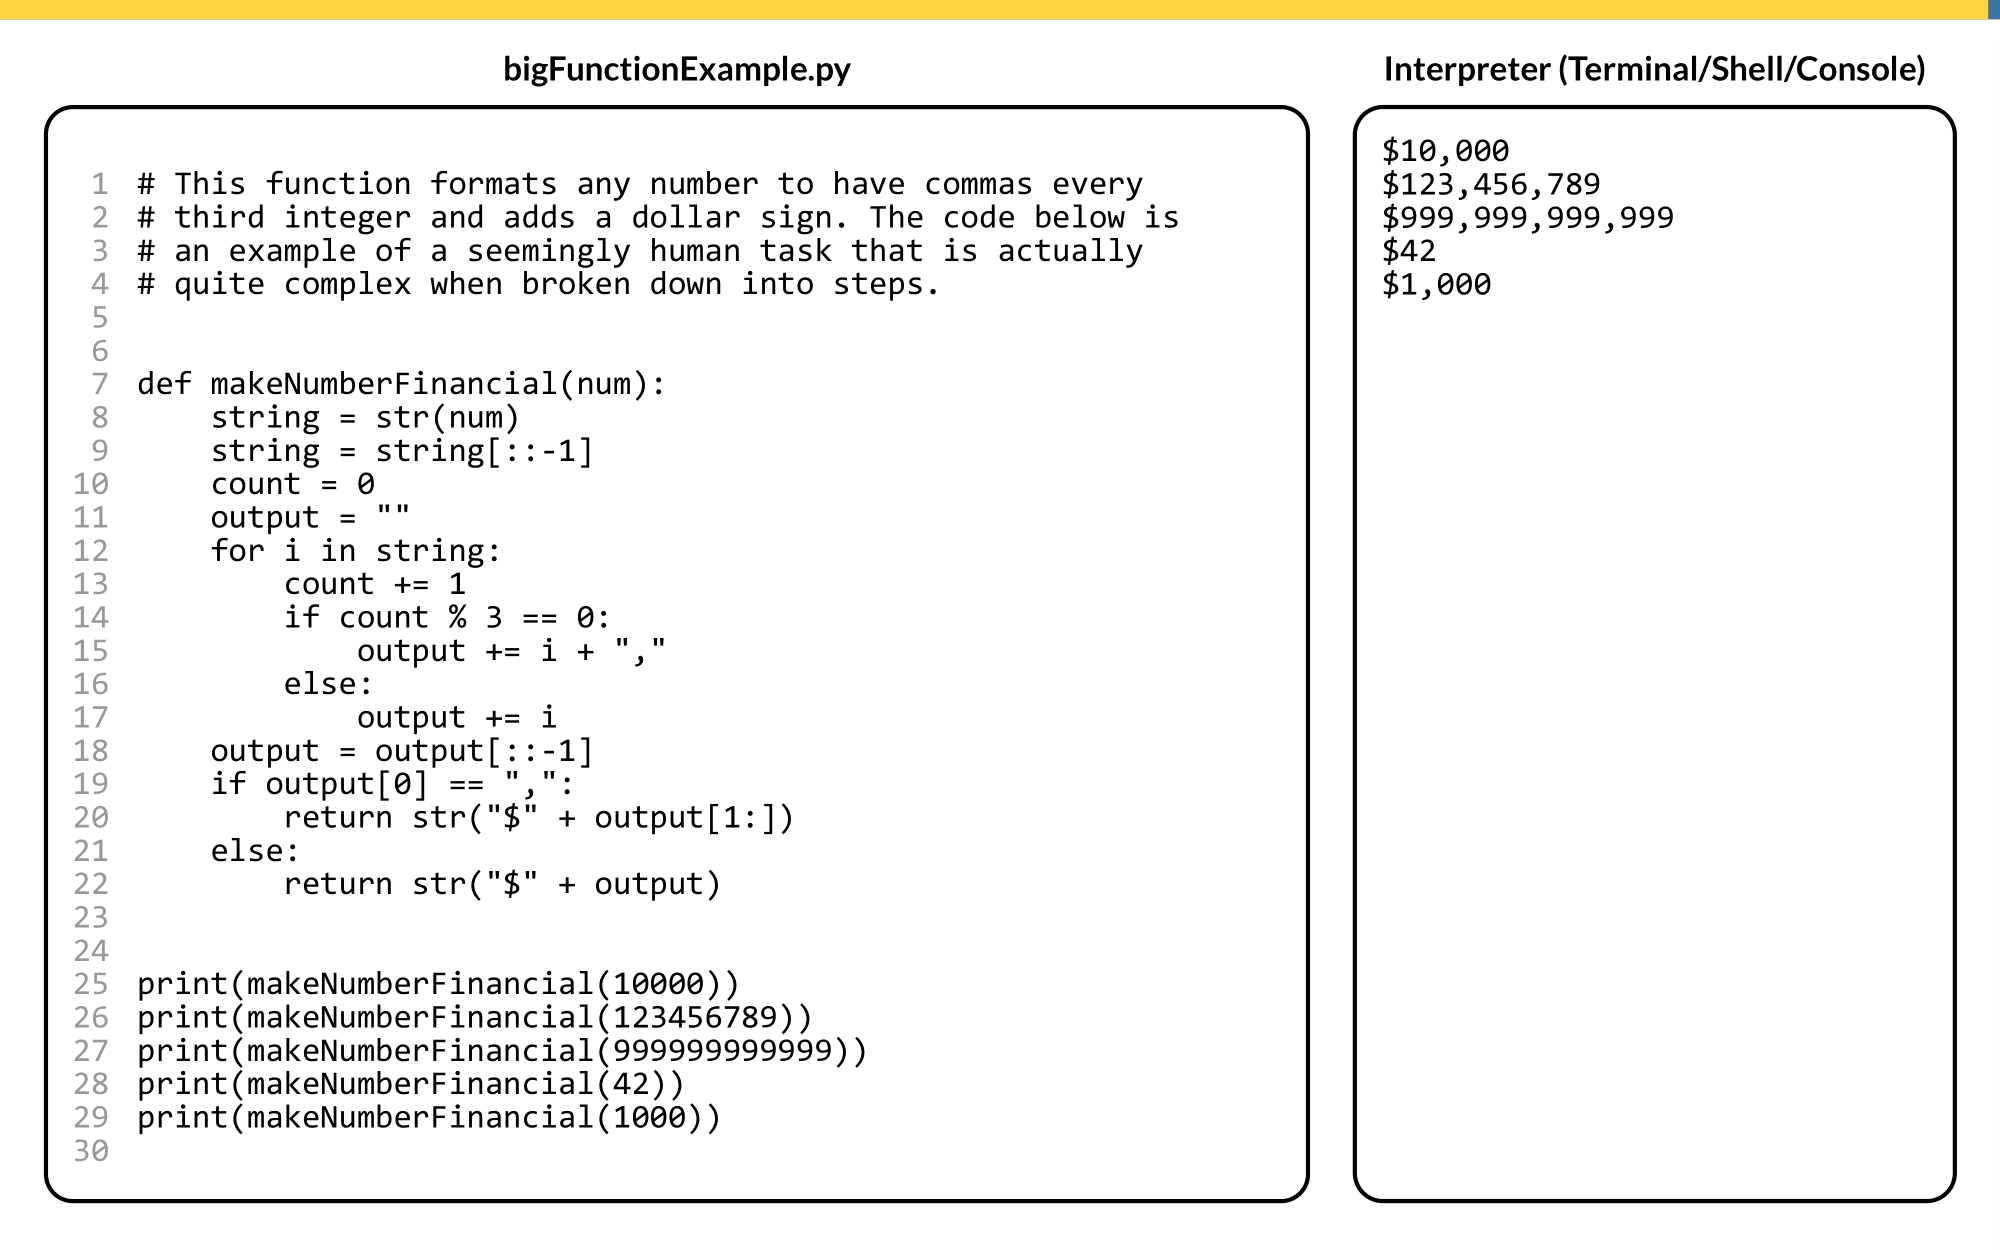 bigFunctionExample.py
1 # This function formats any number to have commas every
2 # third integer and adds a dollar sign. The code below is
3 # an example of a seemingly human task that is actually
4 # quite complex when broken down into steps.
5
6
7 def makeNumberFinancial(num):
8     string = str(num)
9     string = string[::-1]
10     count = 0
11     output = ""
12     for i in string:
13         count += 1
14         if count % 3 == 0:
15             output += i + ","
16         else:
17             output += i
18     output = output[::-1]
19     if output[0] == ",":
20         return str("$" + output[1:])
21     else:
22         return str("$" + output)
23
24
25 print(makeNumberFinancial(10000))
26 print(makeNumberFinancial(123456789))
27 print(makeNumberFinancial(999999999999))
28 print(makeNumberFinancial(42))
29 print(makeNumberFinancial(1000))
30
Interpreter (Terminal/Shell/Console)
$10,000
$123,456,789
$999,999,999,999
$42
$1,000